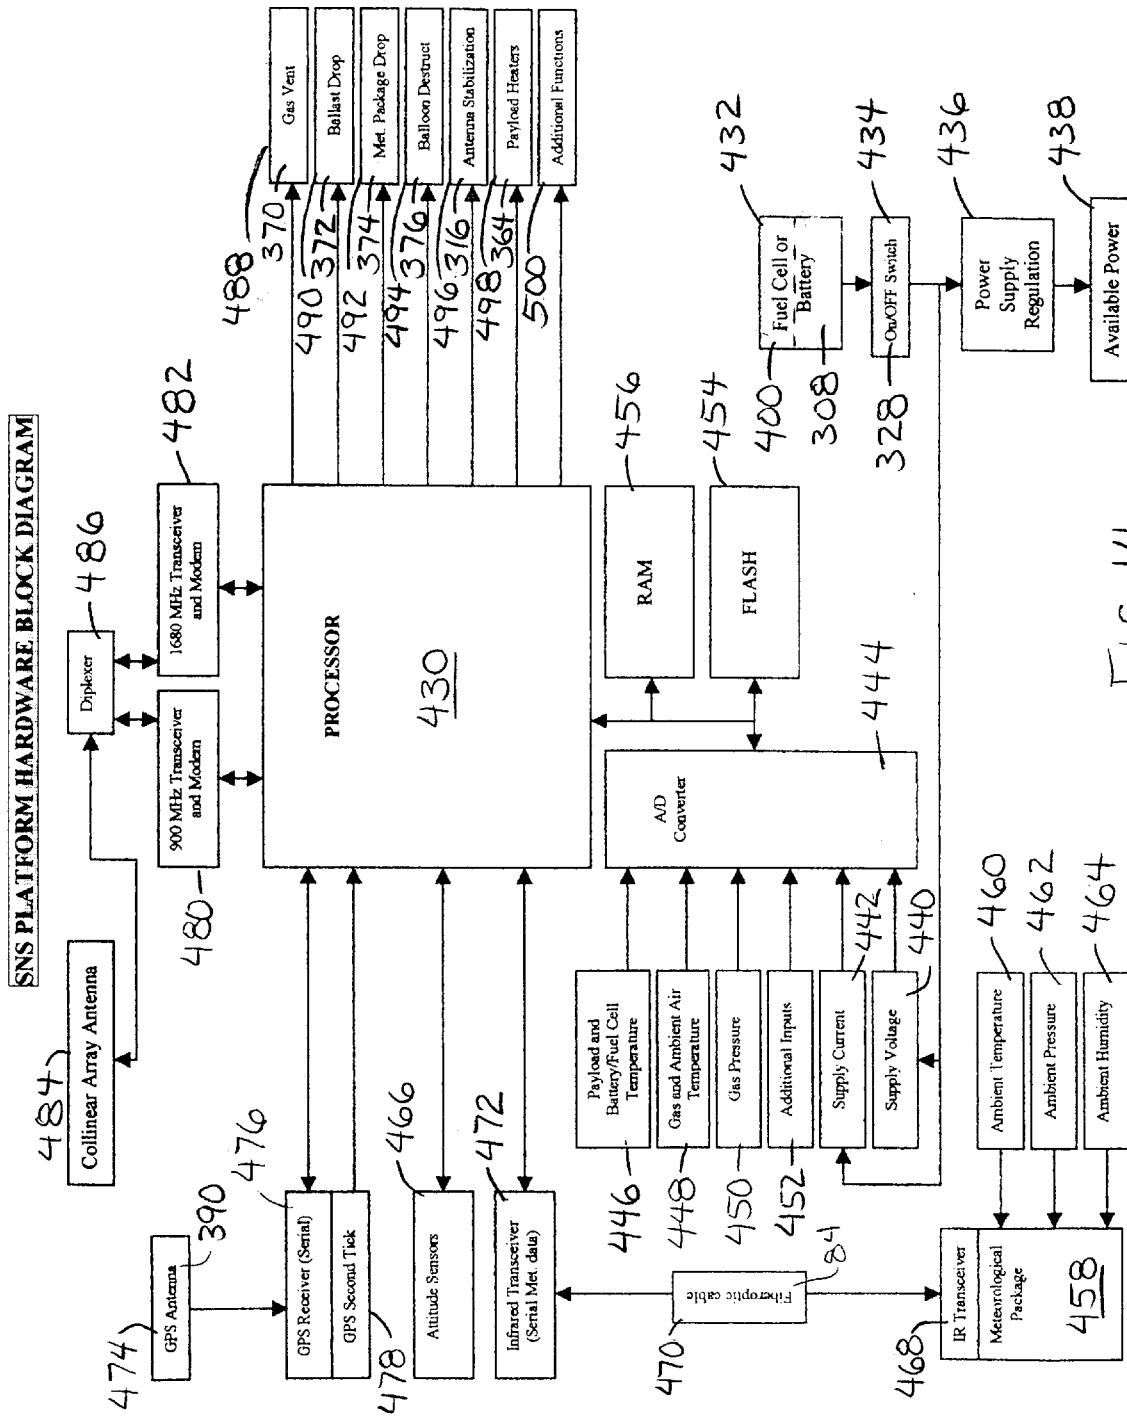 SNS PLATFORM HARDWARE BLOCK DIAGRAM
484
Collinear Array Antenna
Diplexer
486
480
900 MHz Transceiver
and Modem
1680 MHz Transceiver
and Modem
482
474
GPS Antenna
390
476
GPS Receiver (Serial)
GPS Second Tick
478
466
Attitude Sensors
472
Infrared Transceiver
(Serial Met. data)
PROCESSOR
430
488
370
Gas Vent
490
372
Ballast Drop
492
374
Met. Package Drop
494
376
Balloon Destruct
496
316
Antenna Stabilization
498
364
Payload Heaters
500
Additional Functions
446
Payload and
Battery/Fuel Cell
Temperature
448
Gas and Ambient Air
Temperature
450
Gas Pressure
452
Additional Inputs
Supply Current
442
Supply Voltage
440
A/D
Converter
444
RAM
456
FLASH
454
400
Fuel Cell or
Battery
432
308
328
On/OFF Switch
434
Power
Supply
Regulation
436
Available Power
438
470
Fiberoptic cable
84
468
IR Transceiver
Meteorological
Package
458
Ambient Temperature
460
Ambient Pressure
462
Ambient Humidity
464